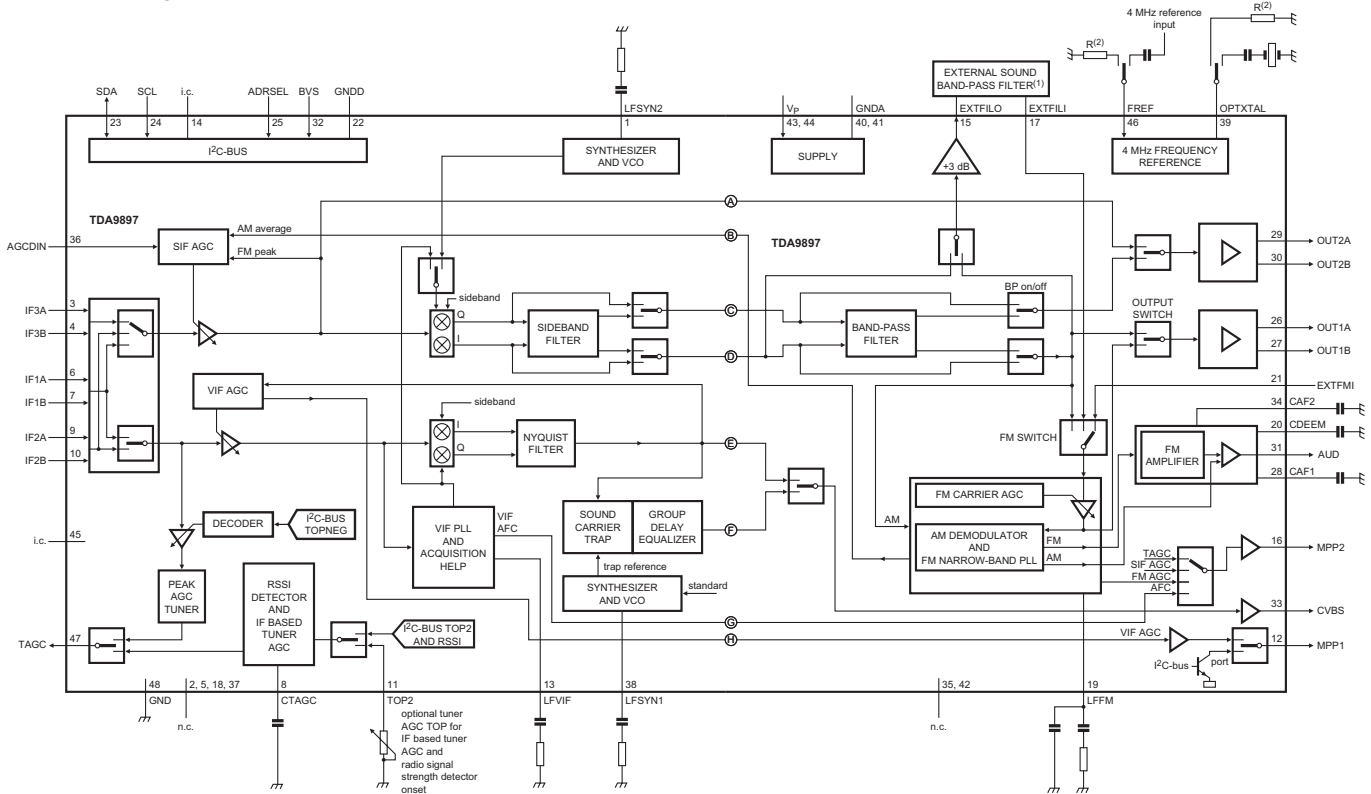 4 MHz reference
input
R(2)
R(2)
EXTERNAL SOUND
BAND-PASS FILTER(1)
SDA
SCL
i.c.
ADRSEL
BVS
GNDD
LFSYN2
VP
GNDA
EXTFILO
EXTFILI
FREF
OPTXTAL
23
24
14
25
32
22
1
43, 44
40, 41
15
17
46
39
I2C-BUS
SYNTHESIZER
AND VCO
SUPPLY
+3 dB
4 MHz FREQUENCY
REFERENCE
TDA9897
TDA9897
AGCDIN
36
SIF AGC
AM average
FM peak
A
B
29
OUT2A
30
OUT2B
IF3A
3
IF3B
4
sideband
Q
I
SIDEBAND
FILTER
C
D
BAND-PASS
FILTER
BP on/off
OUTPUT
SWITCH
26
OUT1A
27
OUT1B
IF1A
6
IF1B
7
VIF AGC
21
EXTFMI
IF2A
9
IF2B
10
sideband
I
Q
NYQUIST
FILTER
E
FM SWITCH
34
CAF2
20
CDEEM
FM
AMPLIFIER
31
AUD
28
CAF1
DECODER
I2C-BUS
TOPNEG
VIF PLL
AND
ACQUISITION
HELP
VIF
AFC
SOUND
CARRIER
TRAP
GROUP
DELAY
EQUALIZER
F
FM CARRIER AGC
AM
AM DEMODULATOR
AND
FM NARROW-BAND PLL
FM
AM
i.c.
45
PEAK
AGC
TUNER
RSSI
DETECTOR
AND
IF BASED
TUNER
AGC
trap reference
SYNTHESIZER
AND VCO
standard
TAGC
SIF AGC
FM AGC
AFC
16
MPP2
G
33
CVBS
TAGC
47
I2C-BUS TOP2
AND RSSI
H
VIF AGC
I2C-bus
port
12
MPP1
48
GND
2, 5, 18, 37
n.c.
8
CTAGC
11
TOP2
13
LFVIF
38
LFSYN1
35, 42
n.c.
19
LFFM
optional tuner
AGC TOP for
IF based tuner
AGC and
radio signal
strength detector
onset